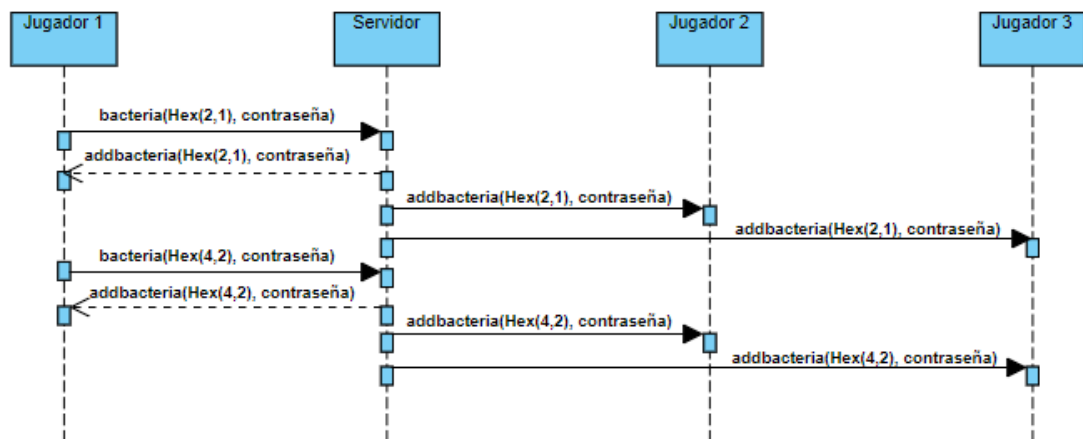 Jugador 1
Servidor
Jugador 2
Jugador 3
bacteria(Hex(2,1), contraseña)
addbacteria(Hex(2,1), contraseña)
addbacteria(Hex(2,1), contraseña)
addbacteria(Hex(2,1), contraseña)
bacteria(Hex(4,2), contraseña)
addbacteria(Hex(4,2), contraseña)
addbacteria(Hex(4,2), contraseña)
addbacteria(Hex(4,2), contraseña)